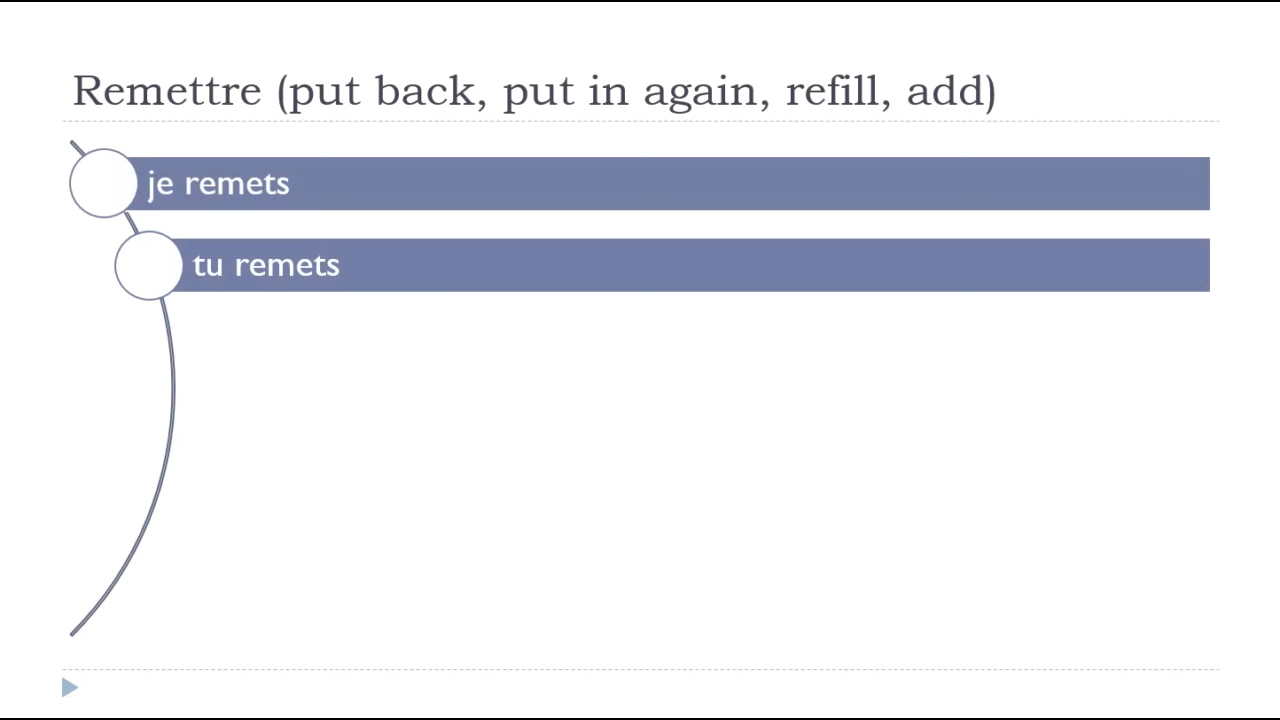 Remettre (put back, put in again, refill, add)
je remets
tu remets